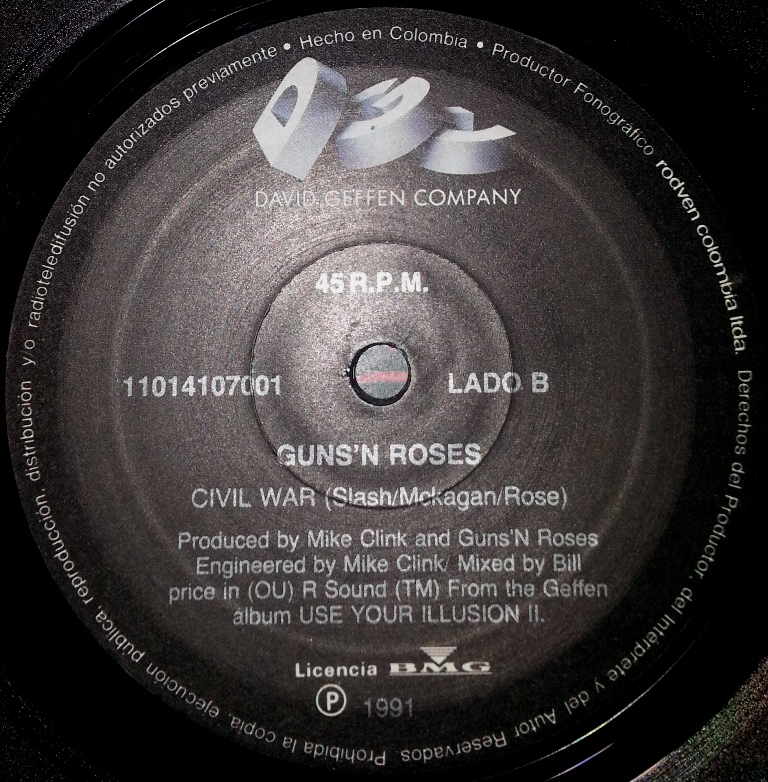 Hecho en Colombia • Productor Fonográfico rodven colombia ltda. Derechos del Productor, del Interprete y del Autor Reservados. Prohibida la copia, ejecución publica, reproducción, distribución y/o radioteledifusión no autorizados previamente •
DAVID GEFFEN COMPANY
45 R.P.M.
11014107001 LADO B
GUNS'N ROSES
CIVIL WAR (Slash/Mckagan/Rose)
Produced by Mike Clink and Guns'N Roses
Engineered by Mike Clink/ Mixed by Bill
price in (OU) R Sound (TM) From the Geffen
álbum USE YOUR ILLUSION II.
Licencia BMG
Ⓟ 1991